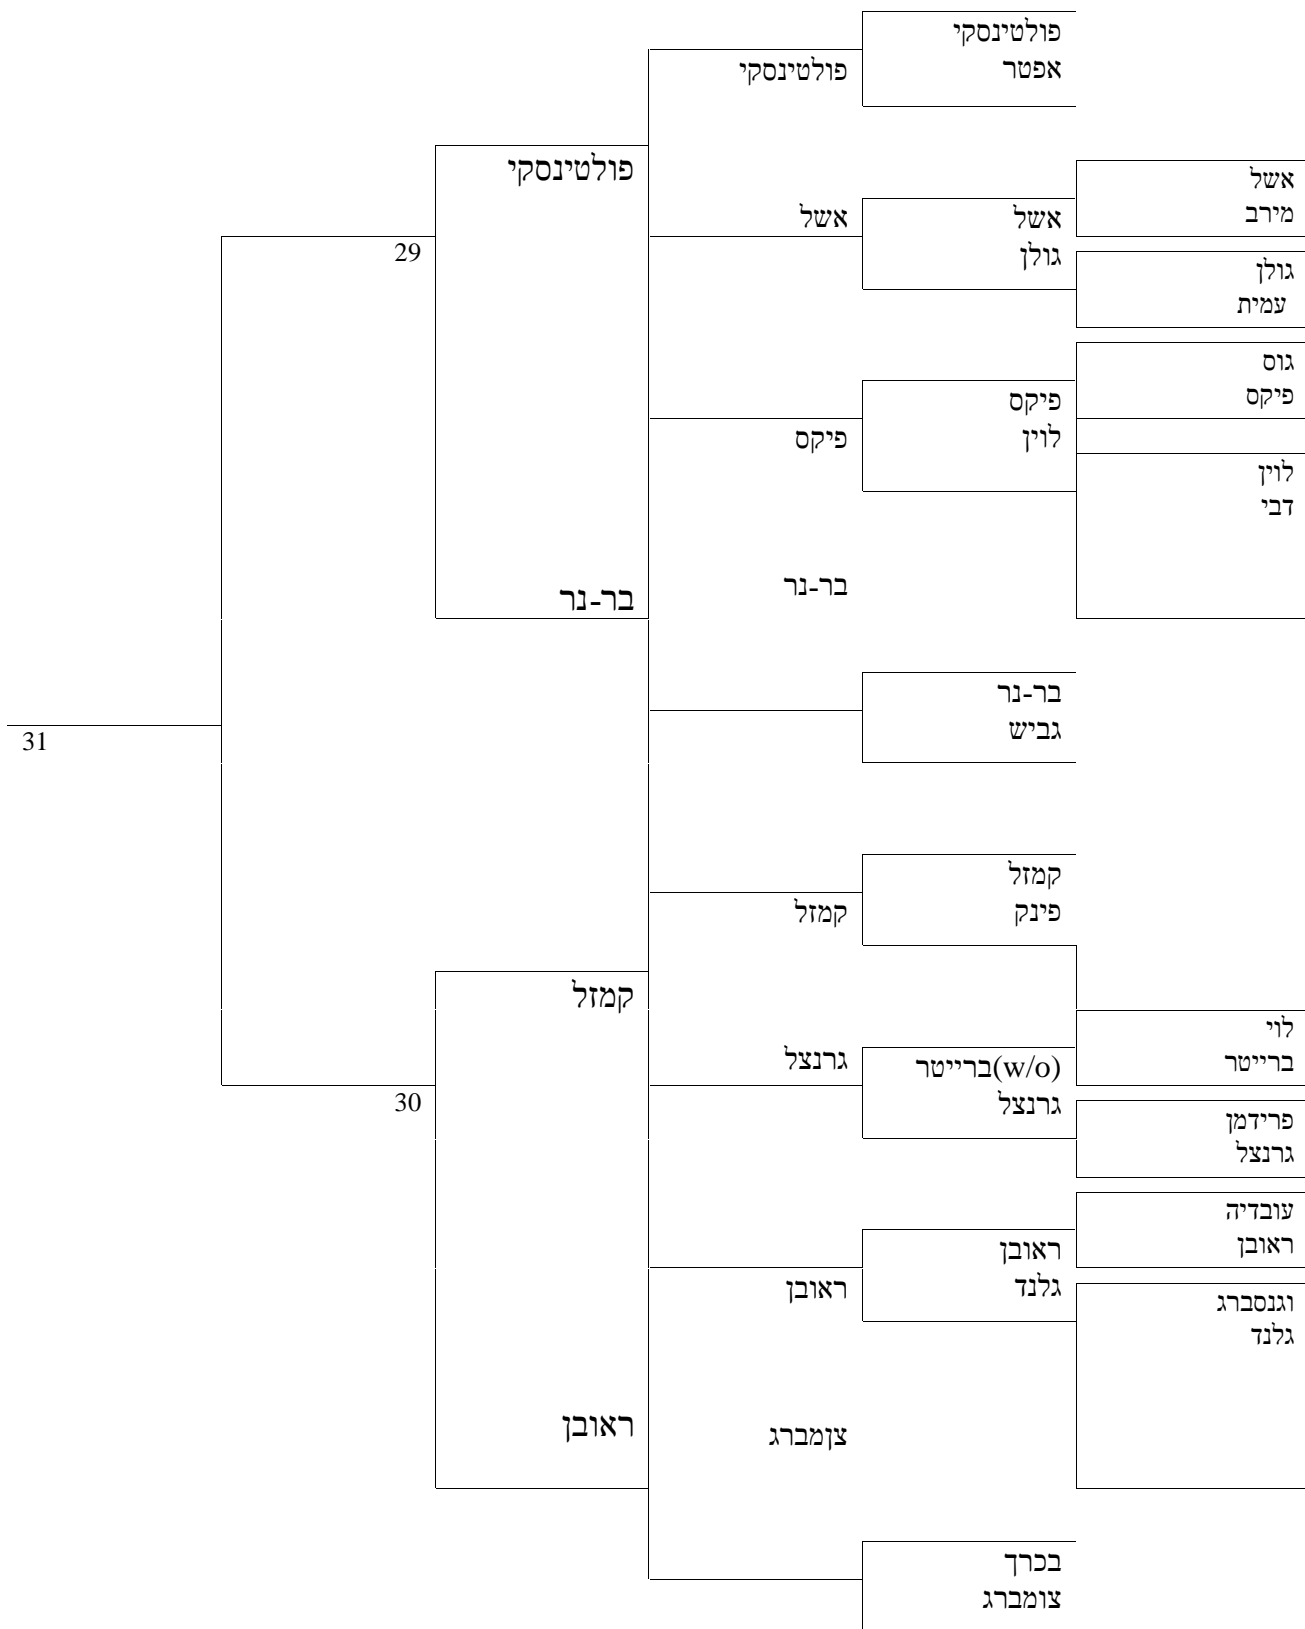 פולטינסקי
אפטר
פולטינסקי
פולטינסקי
אשל
מירב
אשל
גולן
אשל
29
גולן
עמית
גוס
פיקס
פיקס
לוין
פיקס
לוין
דבי
בר-נר
בר-נר
בר-נר
גביש
31
קמזל
פינק
קמזל
קמזל
לוי
ברייטר
גרנצל
ברייטר(w/o)
גרנצל
30
פרידמן
גרנצל
עובדיה
ראובן
ראובן
גלנד
ראובן
וגנסברג
גלנד
ראובן
צןמברג
בכרך
צומברג